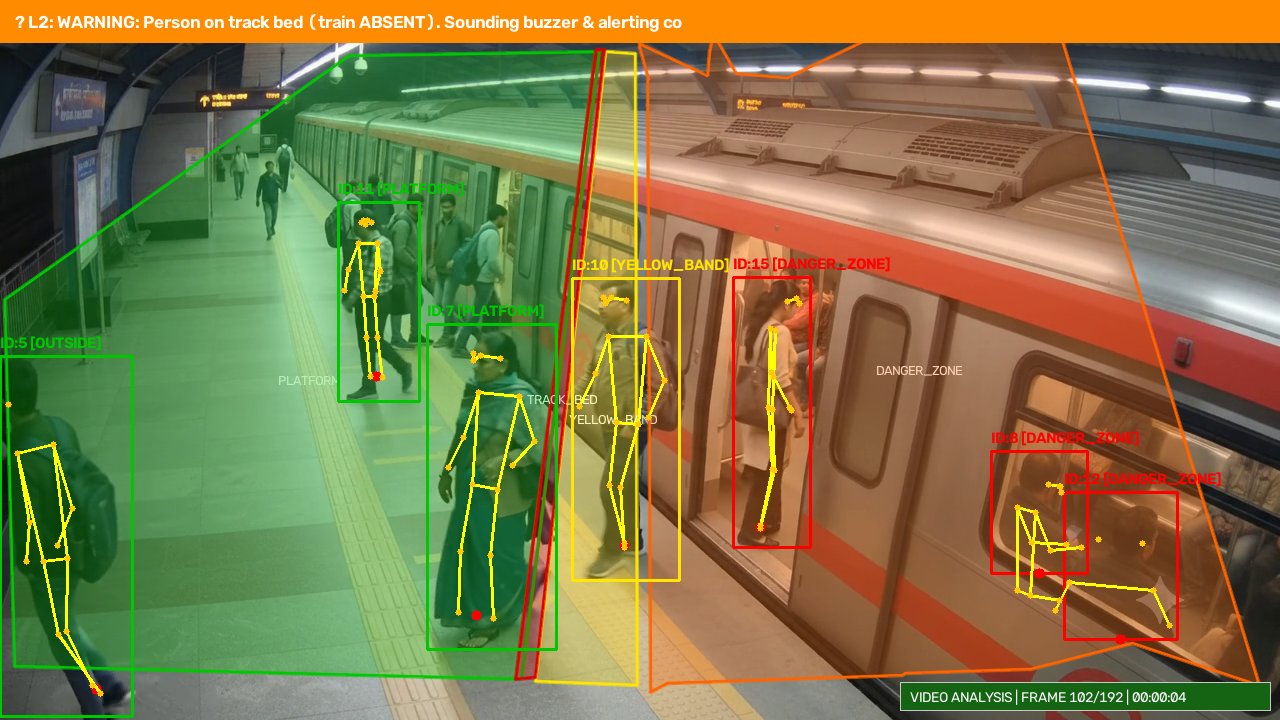 ? L2: WARNING: Person on track bed (train ABSENT). Sounding buzzer & alerting co
ID:11 [PLATFORM]
ID:10 [YELLOW_BAND]
ID:15 [DANGER_ZONE]
ID:7 [PLATFORM]
ID:5 [OUTSIDE]
PLATFORM
DANGER_ZONE
TRACK_BED
YELLOW_BAND
ID:8 [DANGER_ZONE]
ID:12 [DANGER_ZONE]
VIDEO ANALYSIS | FRAME 102/192 | 00:00:04